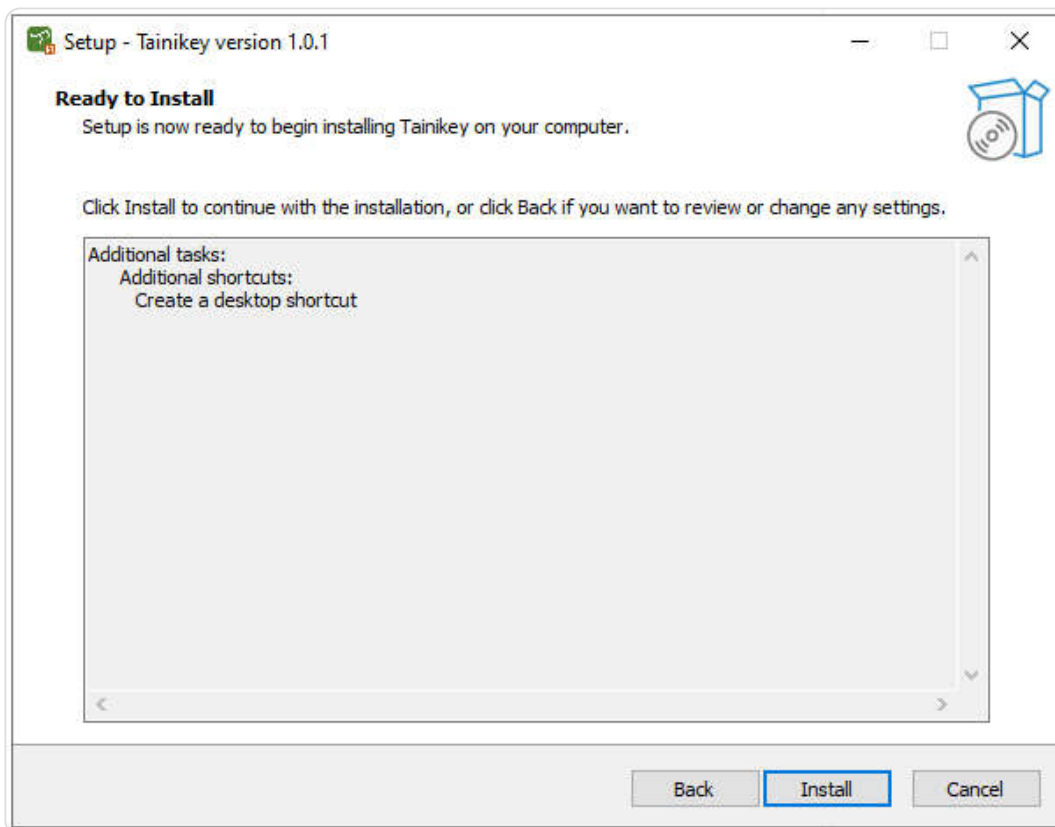 Setup - Tainikey version 1.0.1
Ready to Install
Setup is now ready to begin installing Tainikey on your computer.
Click Install to continue with the installation, or click Back if you want to review or change any settings.
Additional tasks:
Additional shortcuts:
Create a desktop shortcut
Back Install Cancel